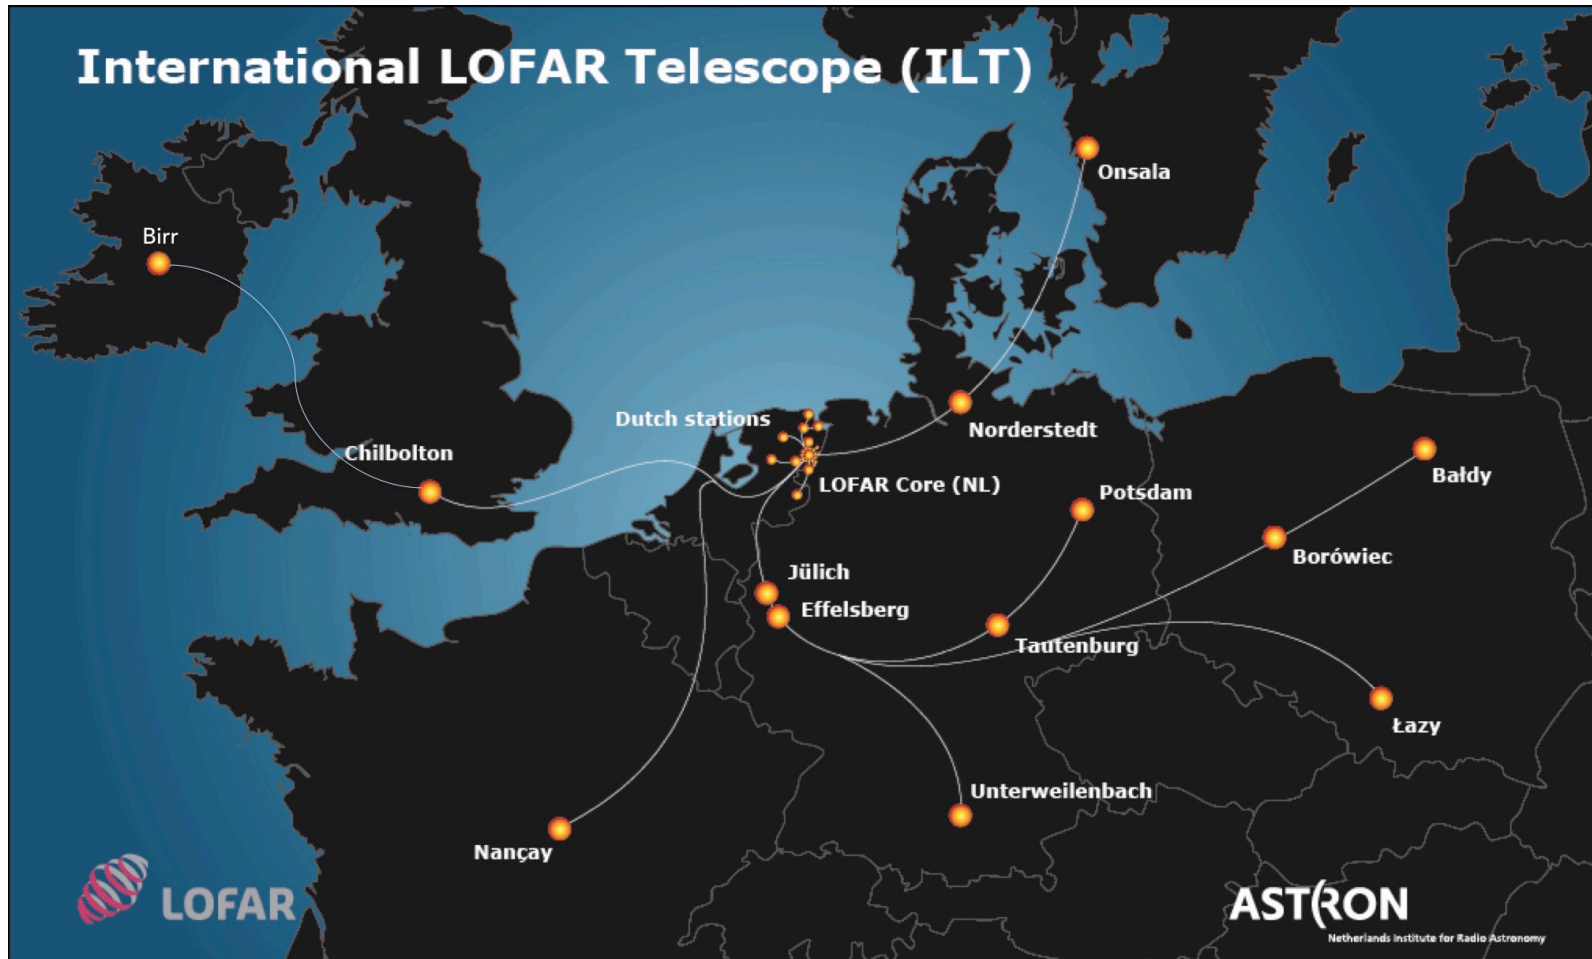 International LOFAR Telescope (ILT)
Onsala
Birr
Dutch stations
Norderstedt
Chilbolton
Bałdy
LOFAR Core (NL)
Potsdam
Borówiec
Jülich
Effelsberg
Tautenburg
Łazy
Unterweilenbach
Nançay
LOFAR
ASTRON
Netherlands Institute for Radio Astronomy